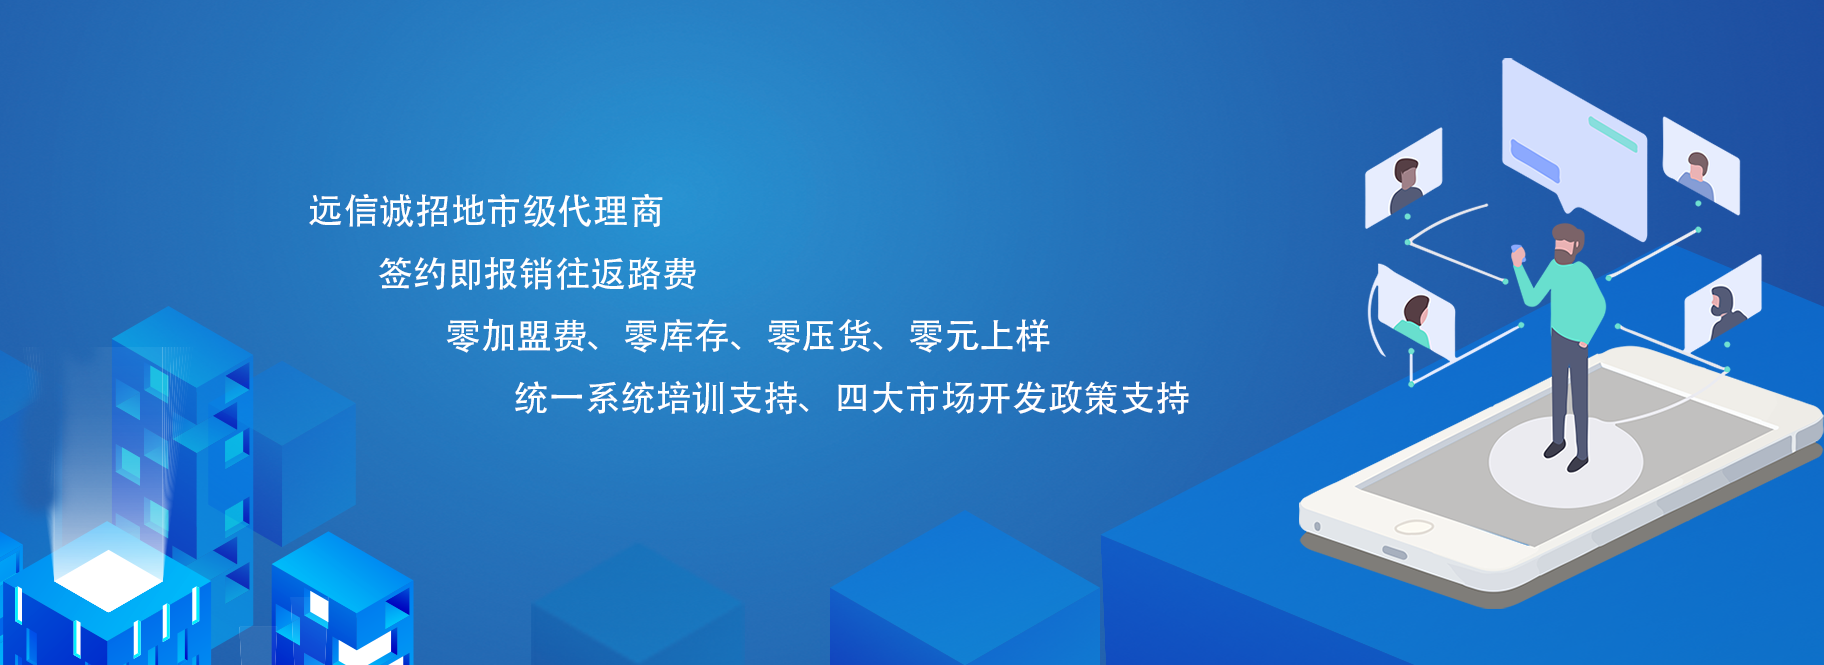 远信诚招地市级代理商
签约即报销往返路费
零加盟费、零库存、零压货、零元上样
统一系统培训支持、四大市场开发政策支持